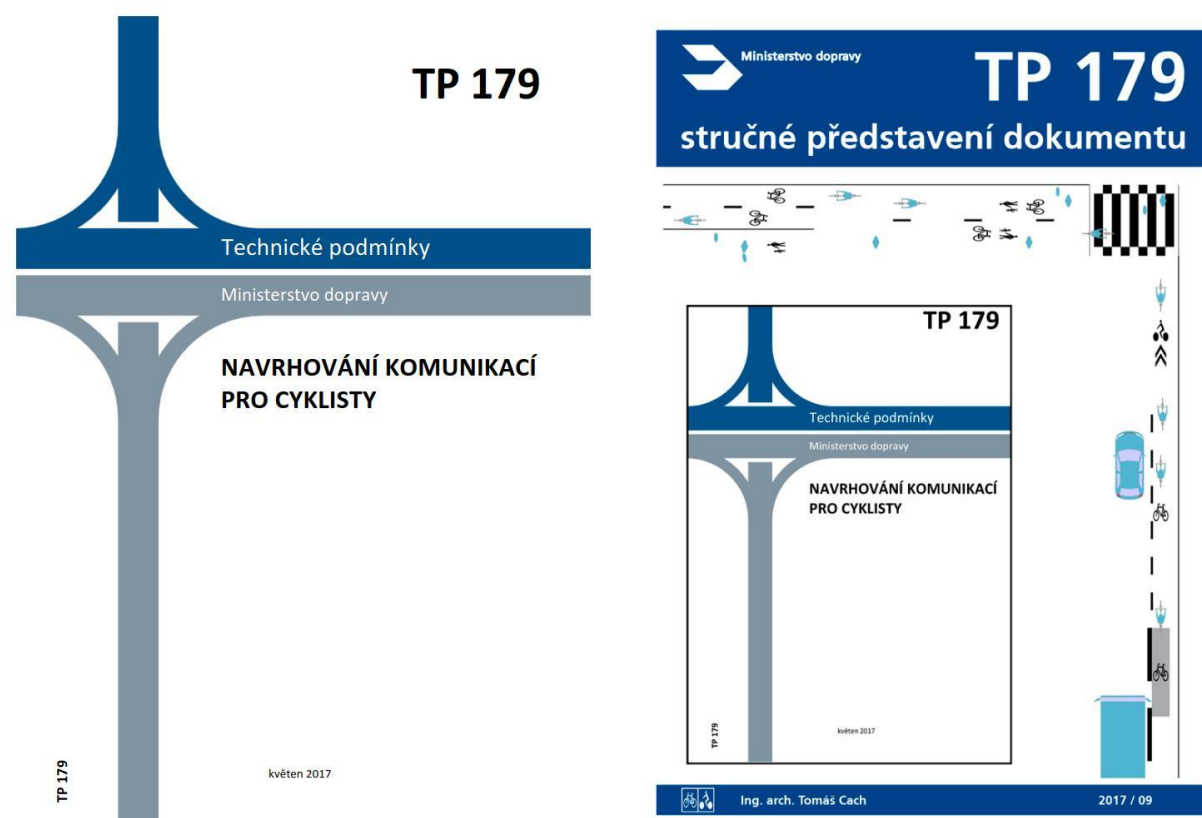 TP 179
Technické podmínky
Ministerstvo dopravy
NAVRHOVÁNÍ KOMUNIKACÍ
PRO CYKLISTY
TP 179
květen 2017
Ministerstvo dopravy
TP 179
stručné představení dokumentu
TP 179
Technické podmínky
Ministerstvo dopravy
NAVRHOVÁNÍ KOMUNIKACÍ
PRO CYKLISTY
TP 179
květen 2017
Ing. arch. Tomáš Cach
2017 / 09